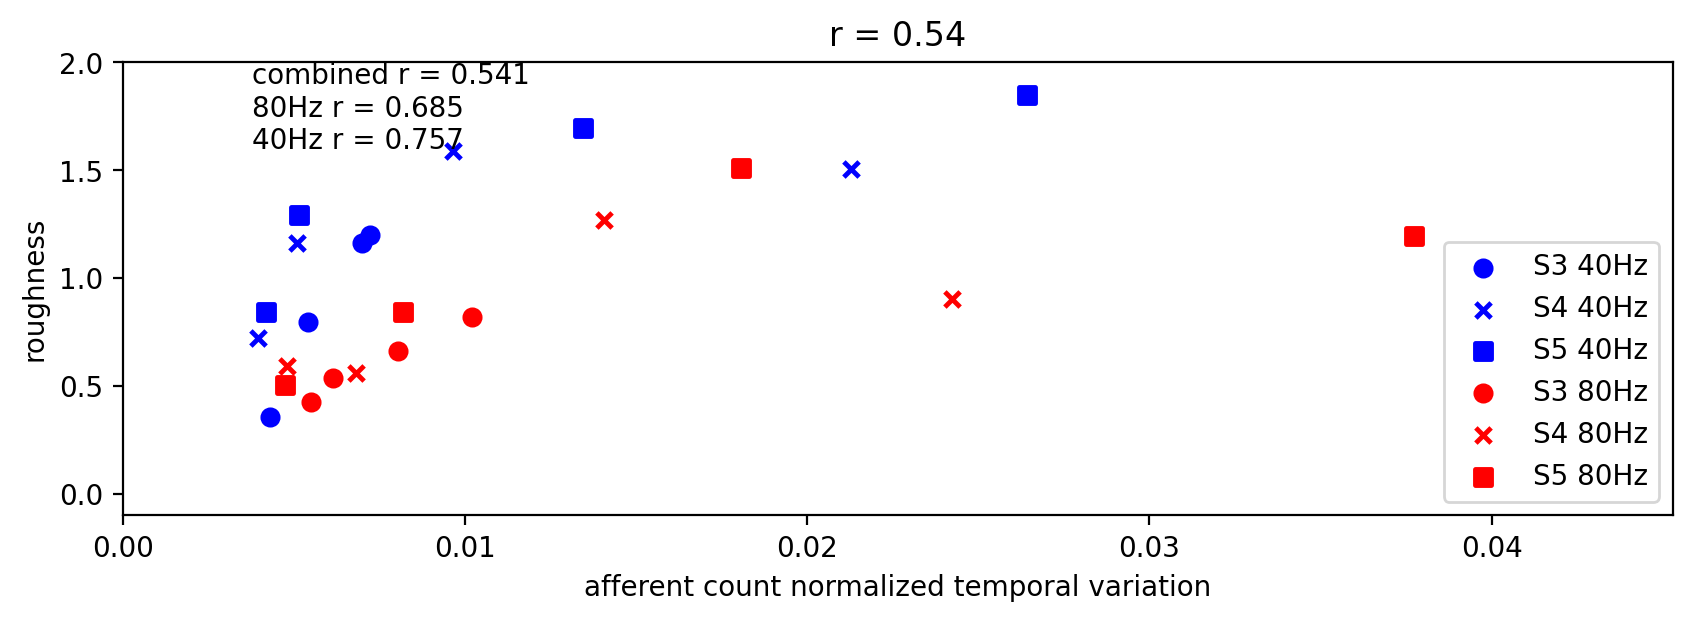 r = 0.54
combined r = 0.541
80Hz r = 0.685
40Hz r = 0.757
2.0
1.5
1.0
0.5
0.0
roughness
S3 40Hz
S4 40Hz
S5 40Hz
S3 80Hz
S4 80Hz
S5 80Hz
0.00 0.01 0.02 0.03 0.04
afferent count normalized temporal variation